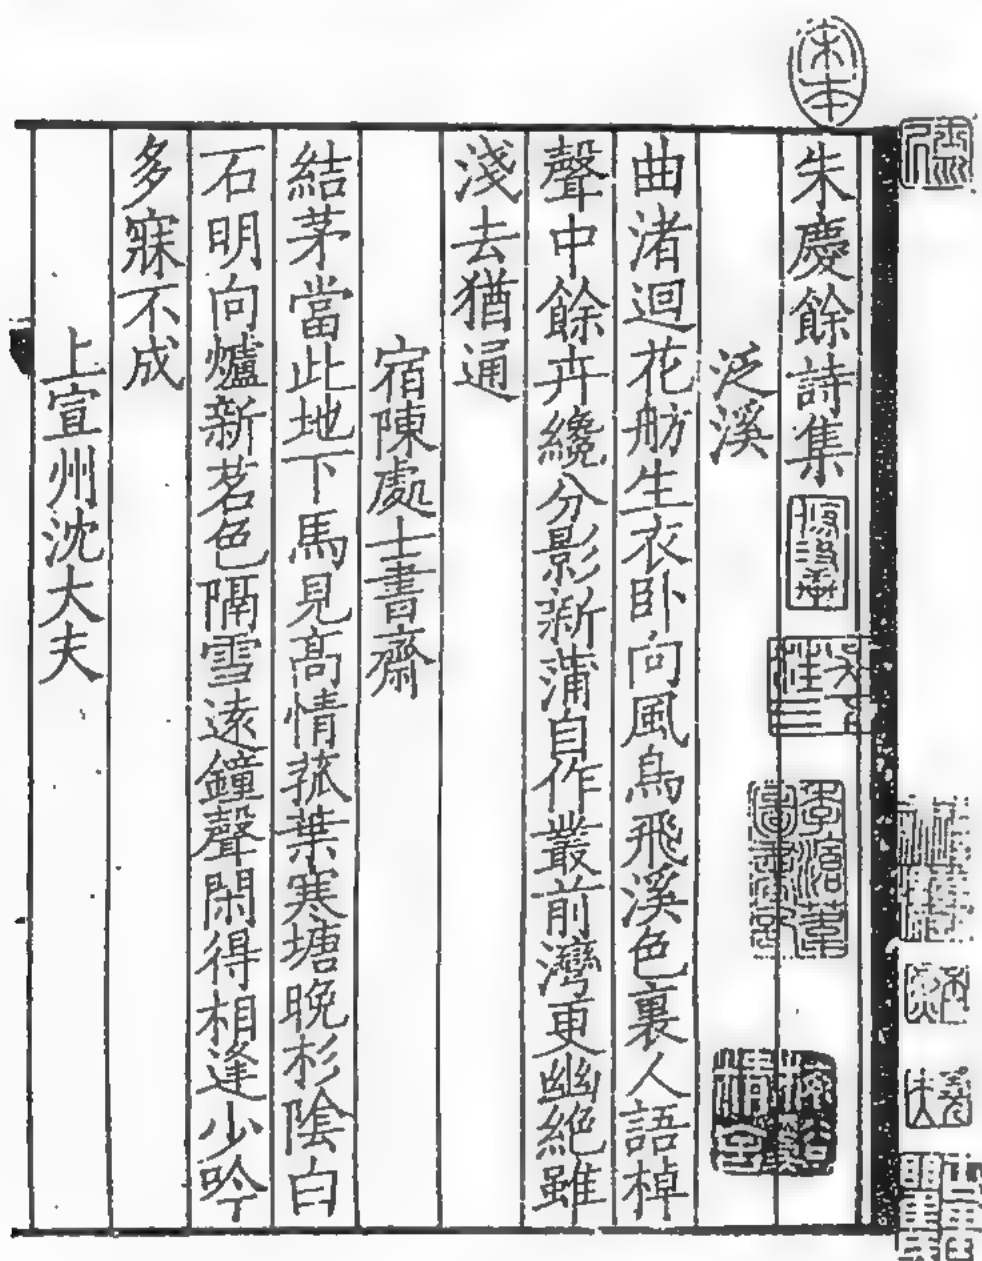 宋本
朱慶餘詩集
泛溪
曲渚迴花舫生衣臥向風鳥飛溪色裏人語棹
聲中餘卉纔分影新蒲自作叢前灣更幽絕雖
淺去猶通
宿陳處士書齋
結茅當此地下馬見高情菰葉寒塘晚杉陰白
石明向爐新茗色隔雪遠鐘聲閑得相逢少吟
多寐不成
上宣州沈大夫